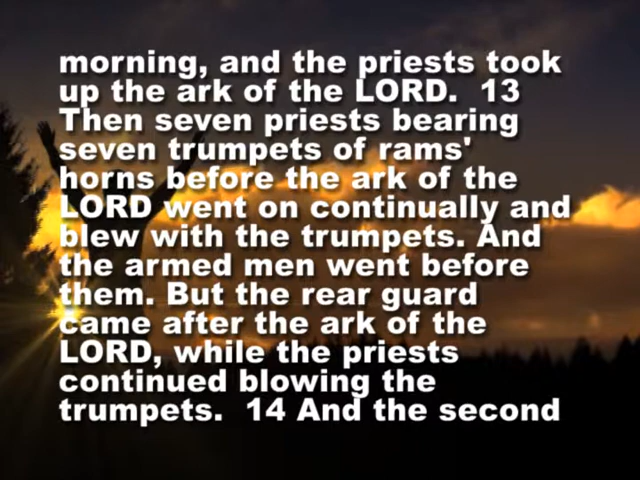 morning, and the priests took
up the ark of the LORD.  13
Then seven priests bearing
seven trumpets of rams'
horns before the ark of the
LORD went on continually and
blew with the trumpets. And
the armed men went before
them. But the rear guard
came after the ark of the
LORD, while the priests
continued blowing the
trumpets.  14 And the second